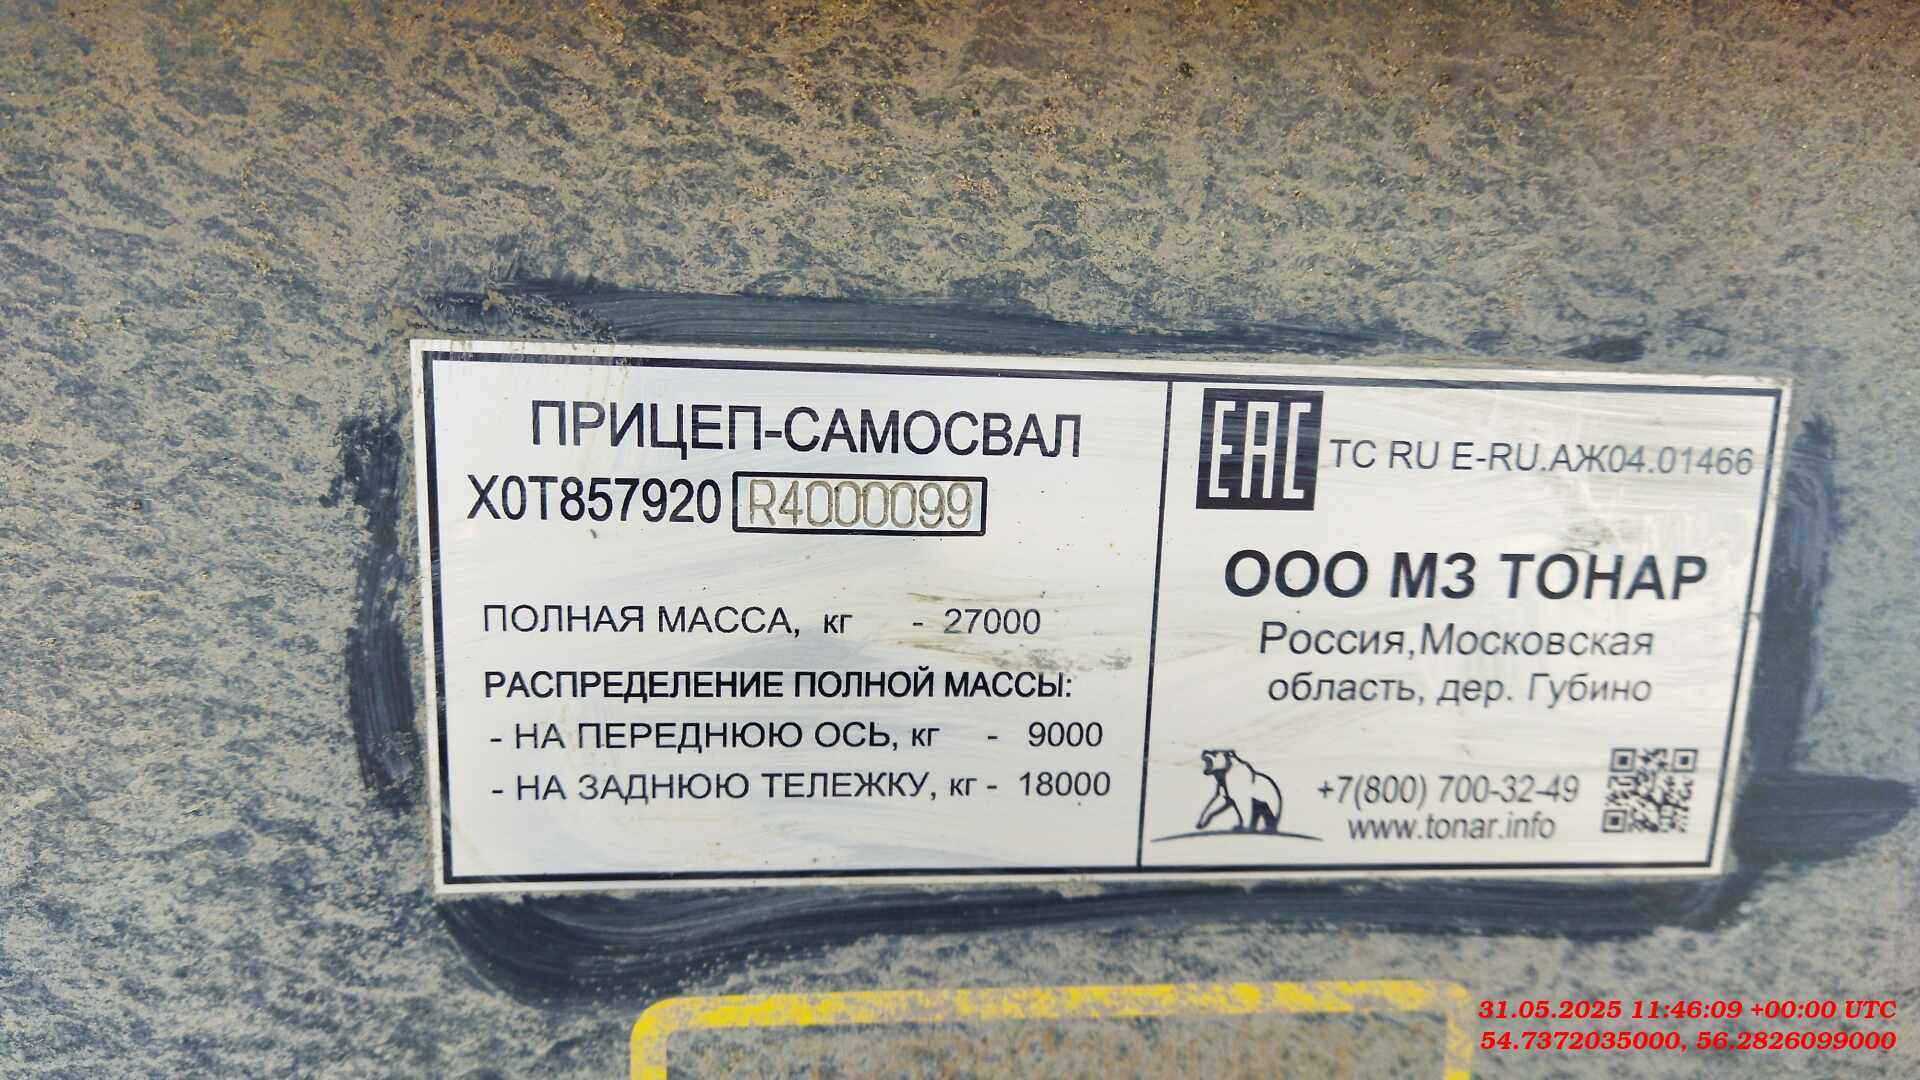 ПРИЦЕП-САМОСВАЛ
X0T857920 R4000099
ПОЛНАЯ МАССА, кг - 27000
РАСПРЕДЕЛЕНИЕ ПОЛНОЙ МАССЫ:
- НА ПЕРЕДНЮЮ ОСЬ, кг - 9000
- НА ЗАДНЮЮ ТЕЛЕЖКУ, кг - 18000
EAC ТС RU E-RU.АЖ04.01466
ООО МЗ ТОНАР
Россия,Московская
область, дер. Губино
+7(800) 700-32-49
www.tonar.info
31.05.2025 11:46:09 +00:00 UTC
54.7372035000, 56.2826099000